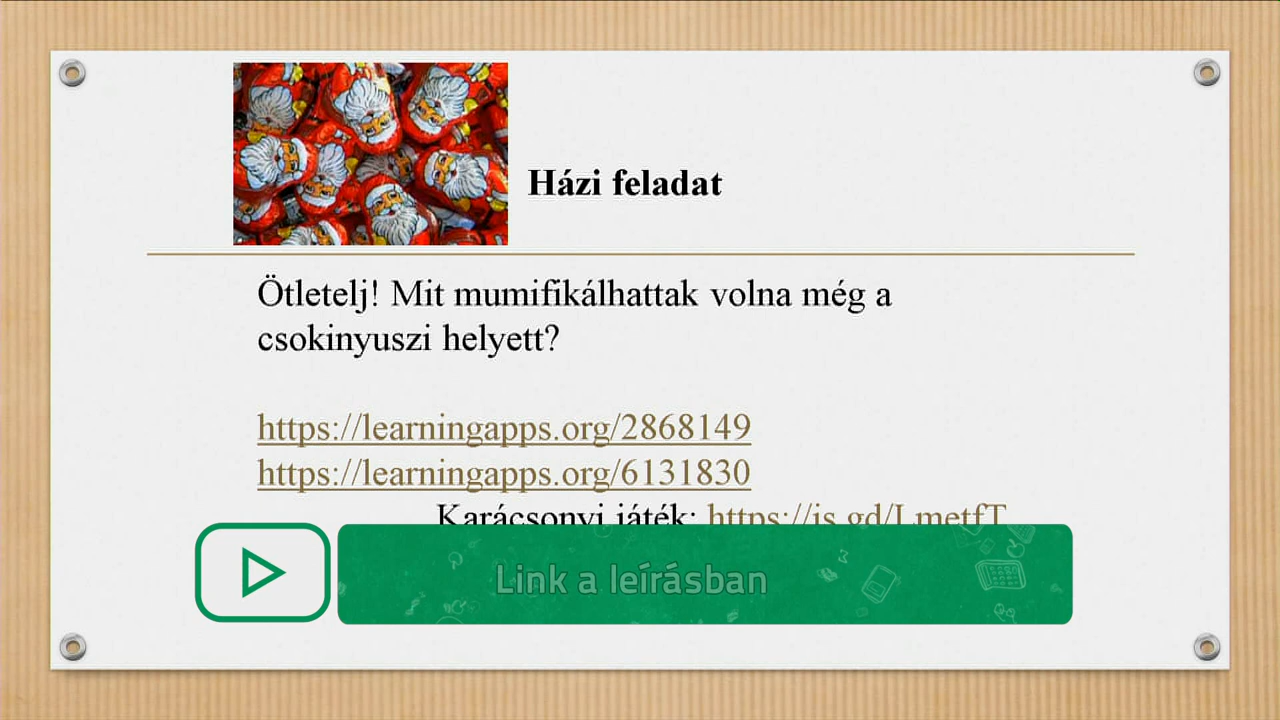 Házi feladat
Ötletelj! Mit mumifikálhattak volna még a
csokinyuszi helyett?
https://learningapps.org/2868149
https://learningapps.org/6131830
Karácsonyi játék:
Link a leírásban